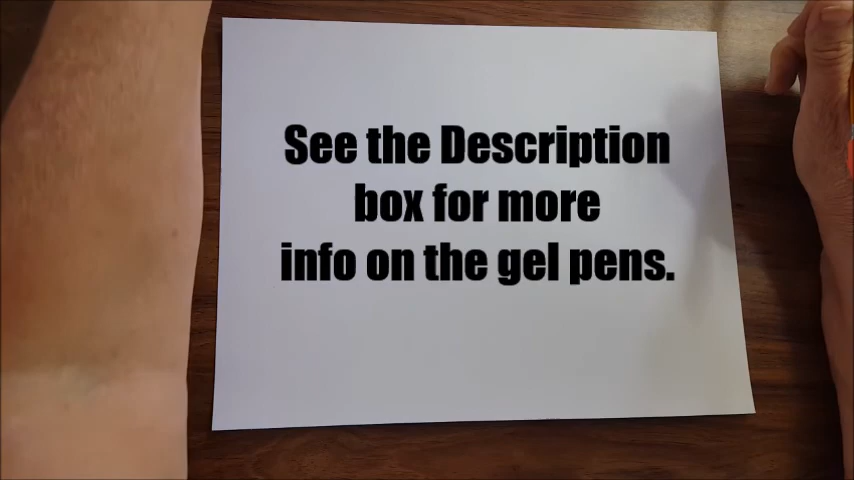 See the Description
box for more
info on the gel pens.